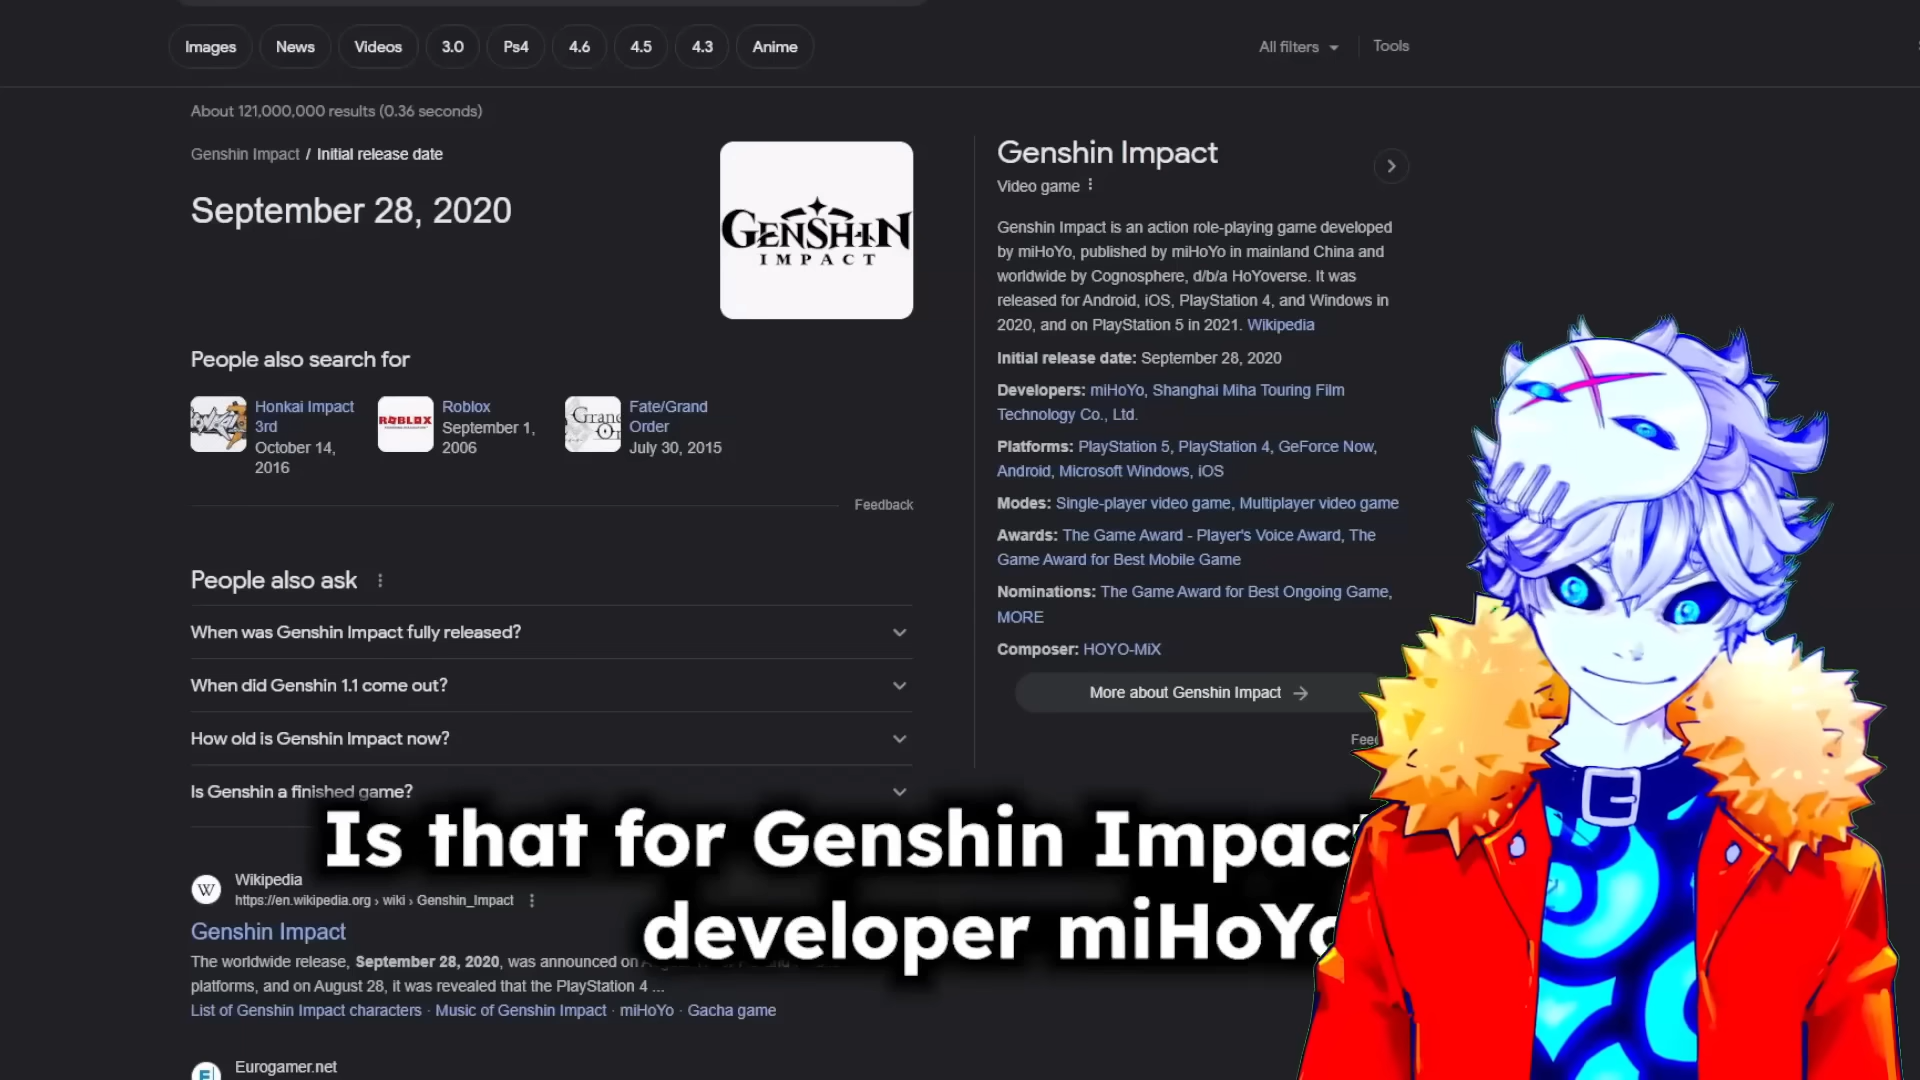 Images
News
Videos
3.0
Ps4
4.6
4.5
4.3
Anime
All filters
Tools
About 121,000,000 results (0.36 seconds)
Genshin Impact / Initial release date
September 28, 2020
GENSHIN
IMPACT
People also search for
Honkai Impact
3rd
October 14,
2016
ROBLOX
Roblox
September 1,
2006
Fate/Grand
Order
July 30, 2015
Feedback
People also ask
When was Genshin Impact fully released?
When did Genshin 1.1 come out?
How old is Genshin Impact now?
Is Genshin a finished game?
W
Wikipedia
https://en.wikipedia.org › wiki › Genshin_Impact
Genshin Impact
The worldwide release, September 28, 2020, was announced on
platforms, and on August 28, it was revealed that the PlayStation 4 ...
List of Genshin Impact characters · Music of Genshin Impact · miHoYo · Gacha game
Eurogamer.net
Genshin Impact
Video game
Genshin Impact is an action role-playing game developed
by miHoYo, published by miHoYo in mainland China and
worldwide by Cognosphere, d/b/a HoYoverse. It was
released for Android, iOS, PlayStation 4, and Windows in
2020, and on PlayStation 5 in 2021. Wikipedia
Initial release date: September 28, 2020
Developers: miHoYo, Shanghai Miha Touring Film
Technology Co., Ltd.
Platforms: PlayStation 5, PlayStation 4, GeForce Now,
Android, Microsoft Windows, iOS
Modes: Single-player video game, Multiplayer video game
Awards: The Game Award - Player's Voice Award, The
Game Award for Best Mobile Game
Nominations: The Game Award for Best Ongoing Game,
MORE
Composer: HOYO-MiX
More about Genshin Impact
Is that for Genshin Impact
developer miHoYo